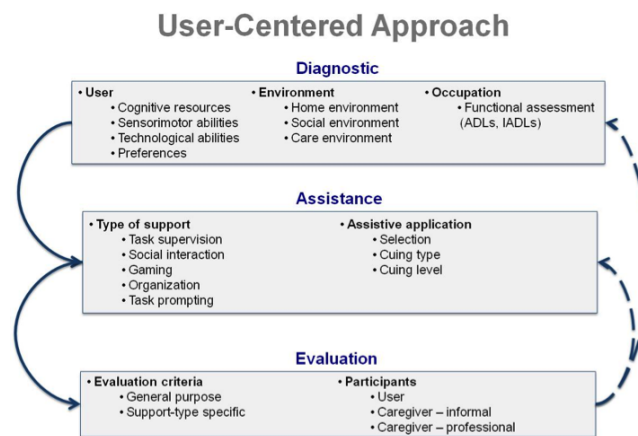 User-Centered Approach
Diagnostic
• User
• Cognitive resources
• Sensorimotor abilities
• Technological abilities
• Preferences
• Environment
• Home environment
• Social environment
• Care environment
• Occupation
• Functional assessment
(ADLs, IADLs)
Assistance
• Type of support
• Task supervision
• Social interaction
• Gaming
• Organization
• Task prompting
• Assistive application
• Selection
• Cuing type
• Cuing level
Evaluation
• Evaluation criteria
• General purpose
• Support-type specific
• Participants
• User
• Caregiver – informal
• Caregiver – professional